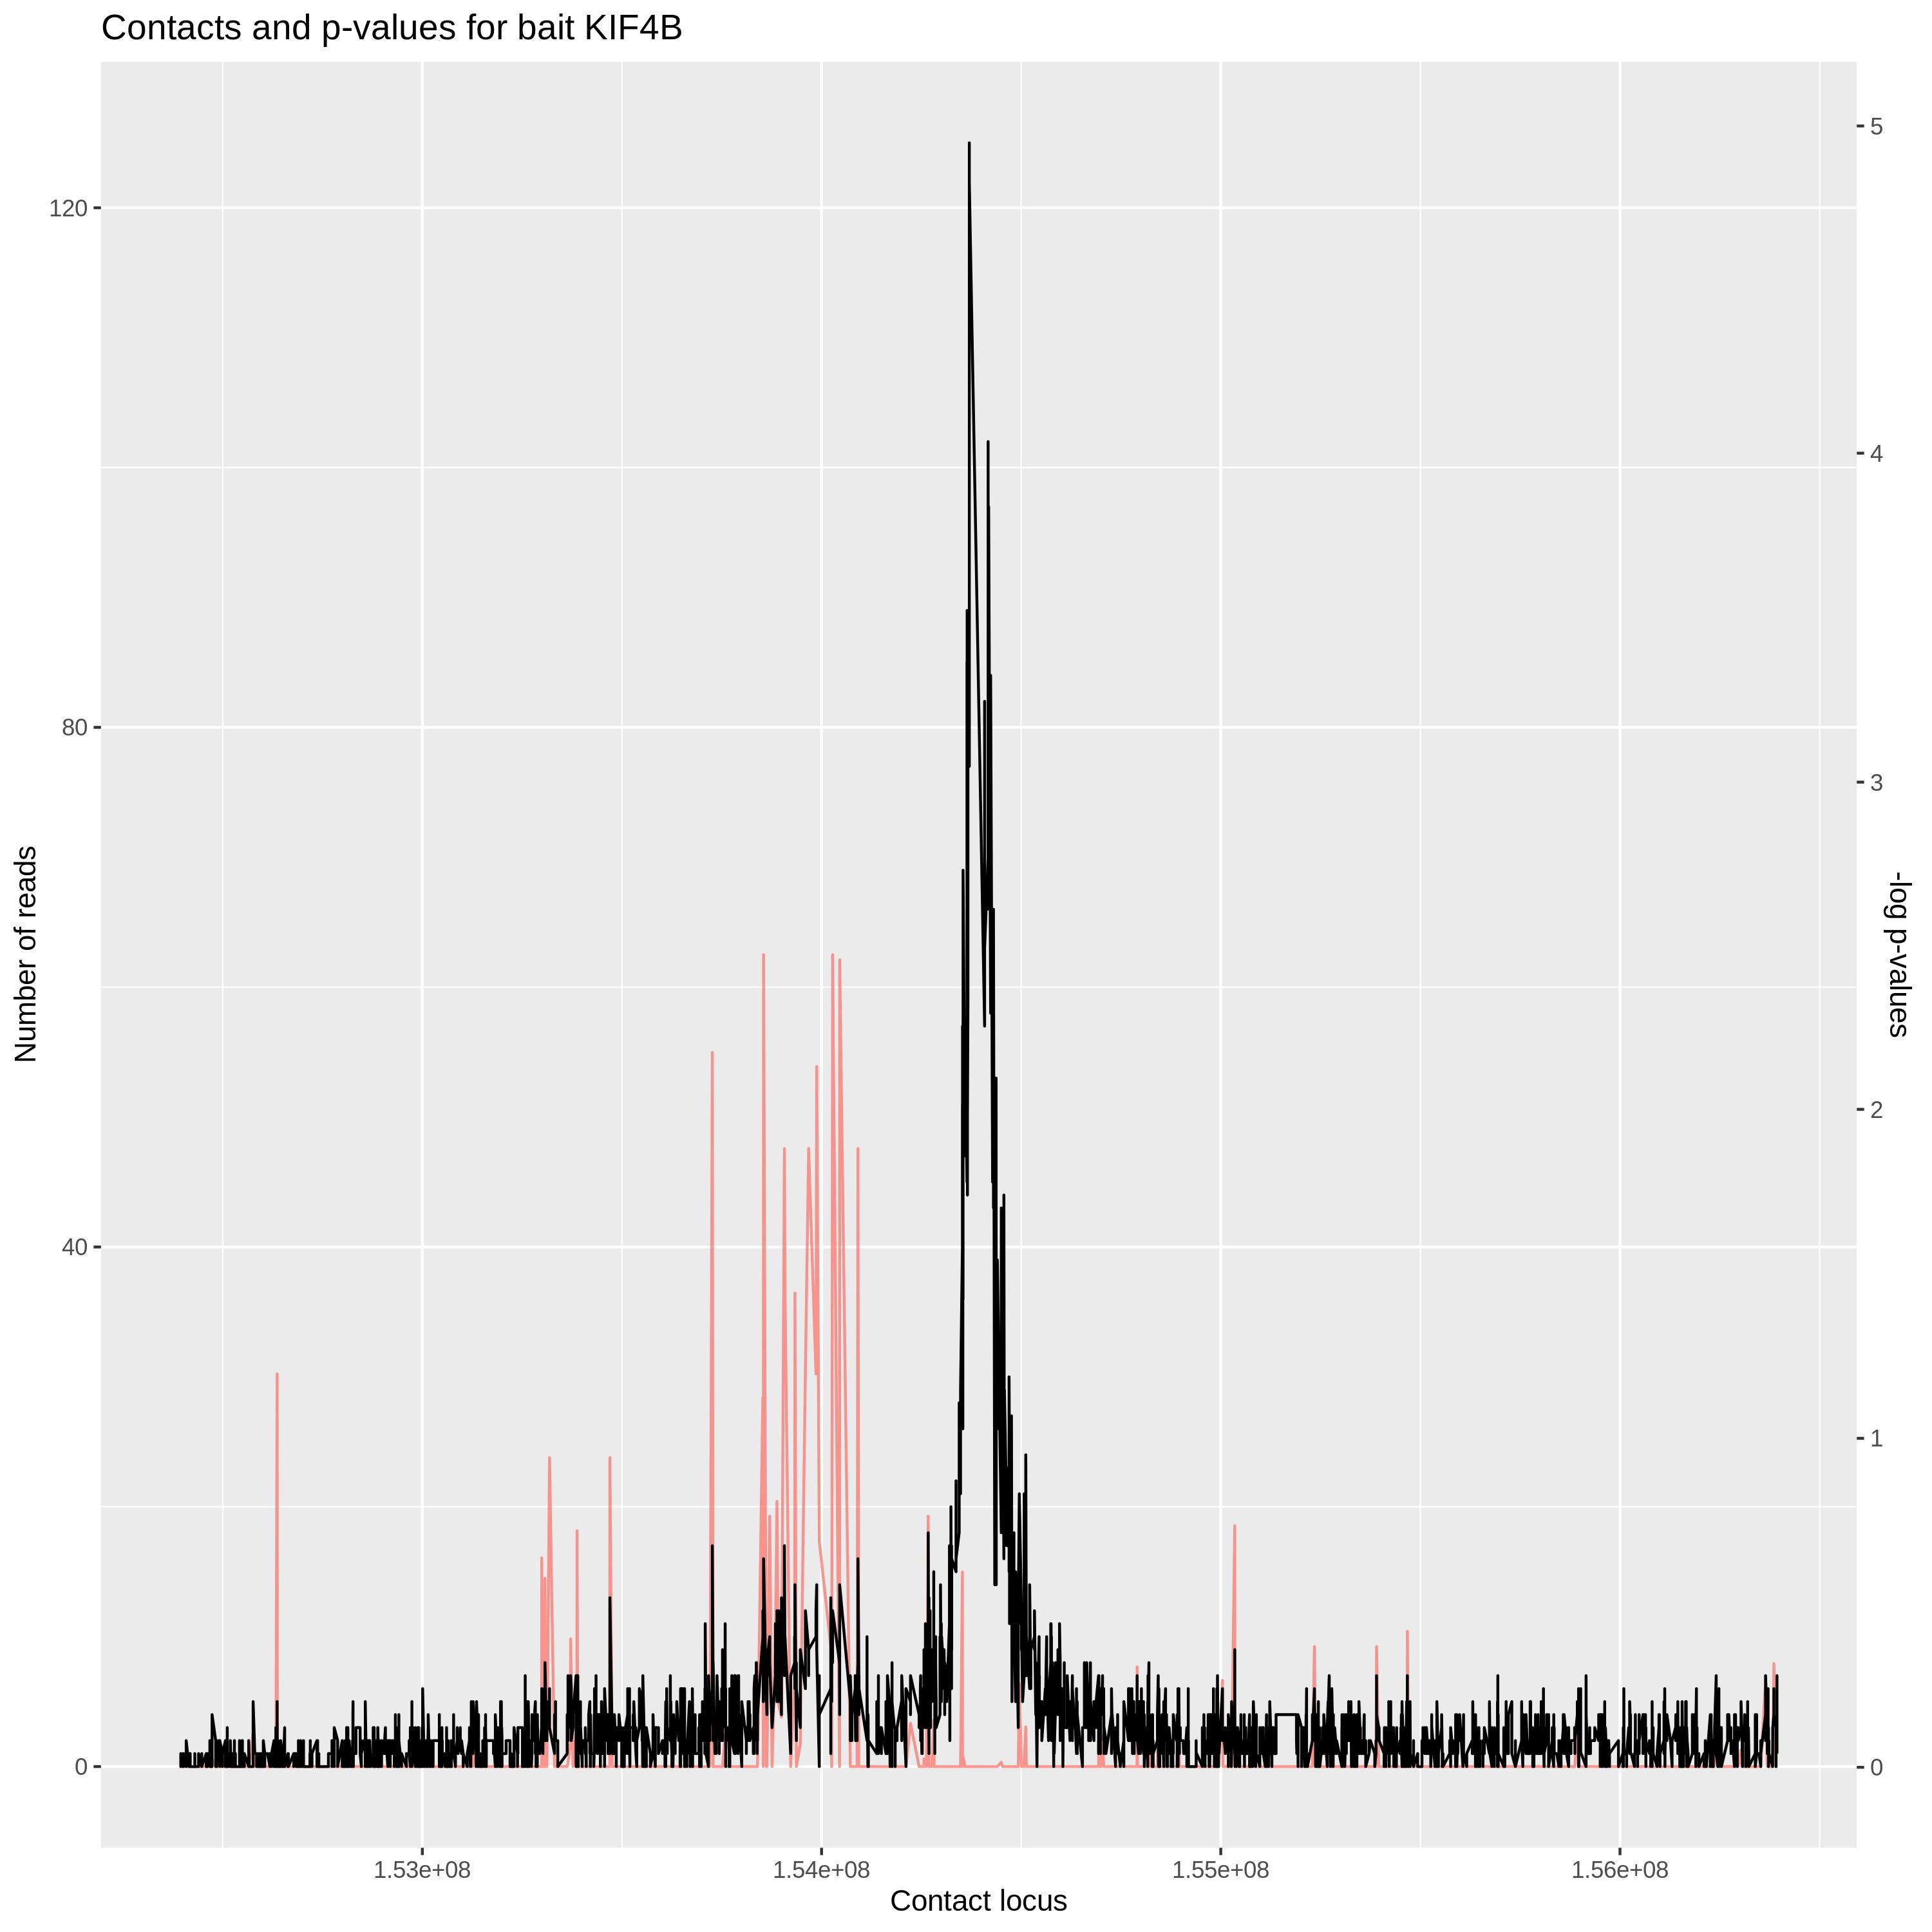 Contacts and p-values for bait KIF4B
120
80
40
0
Number of reads
5
4
3
2
1
0
-log p-values
1.53e+08
1.54e+08
1.55e+08
1.56e+08
Contact locus